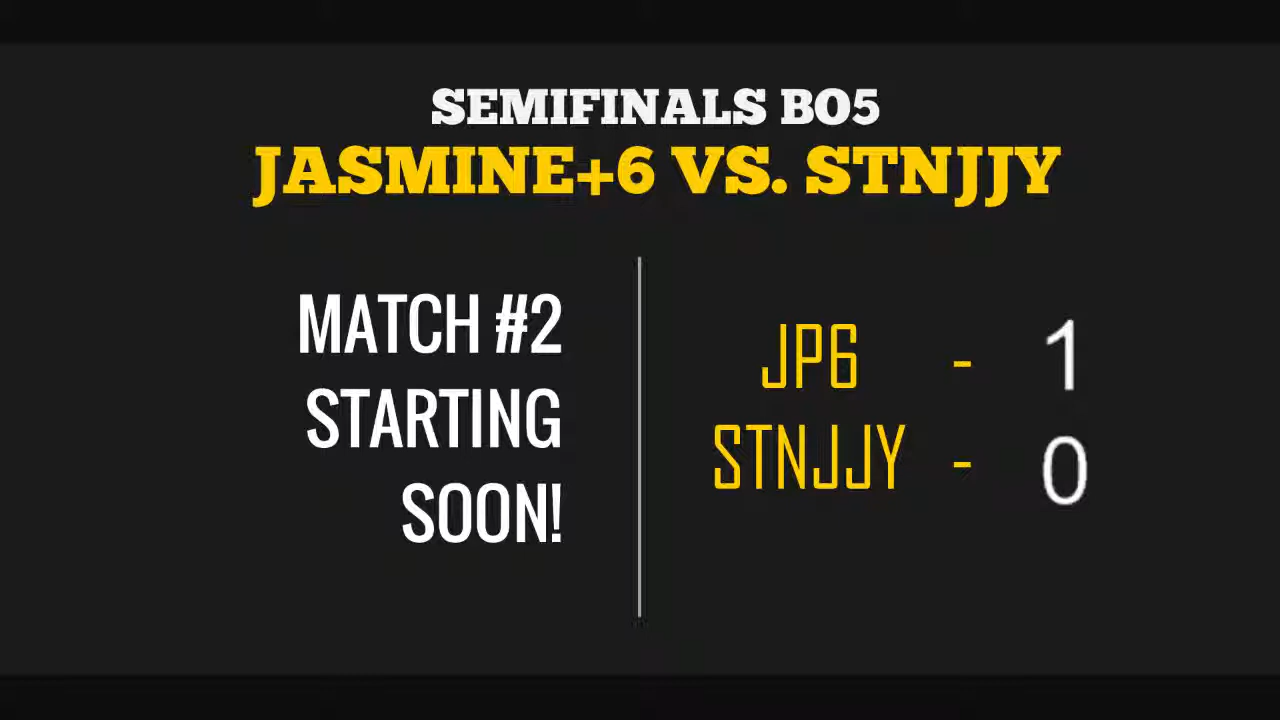 SEMIFINALS BO5
JASMINE+6 VS. STNJJY
MATCH #2
STARTING
SOON!
JP6 - 1
STNJJY - 0